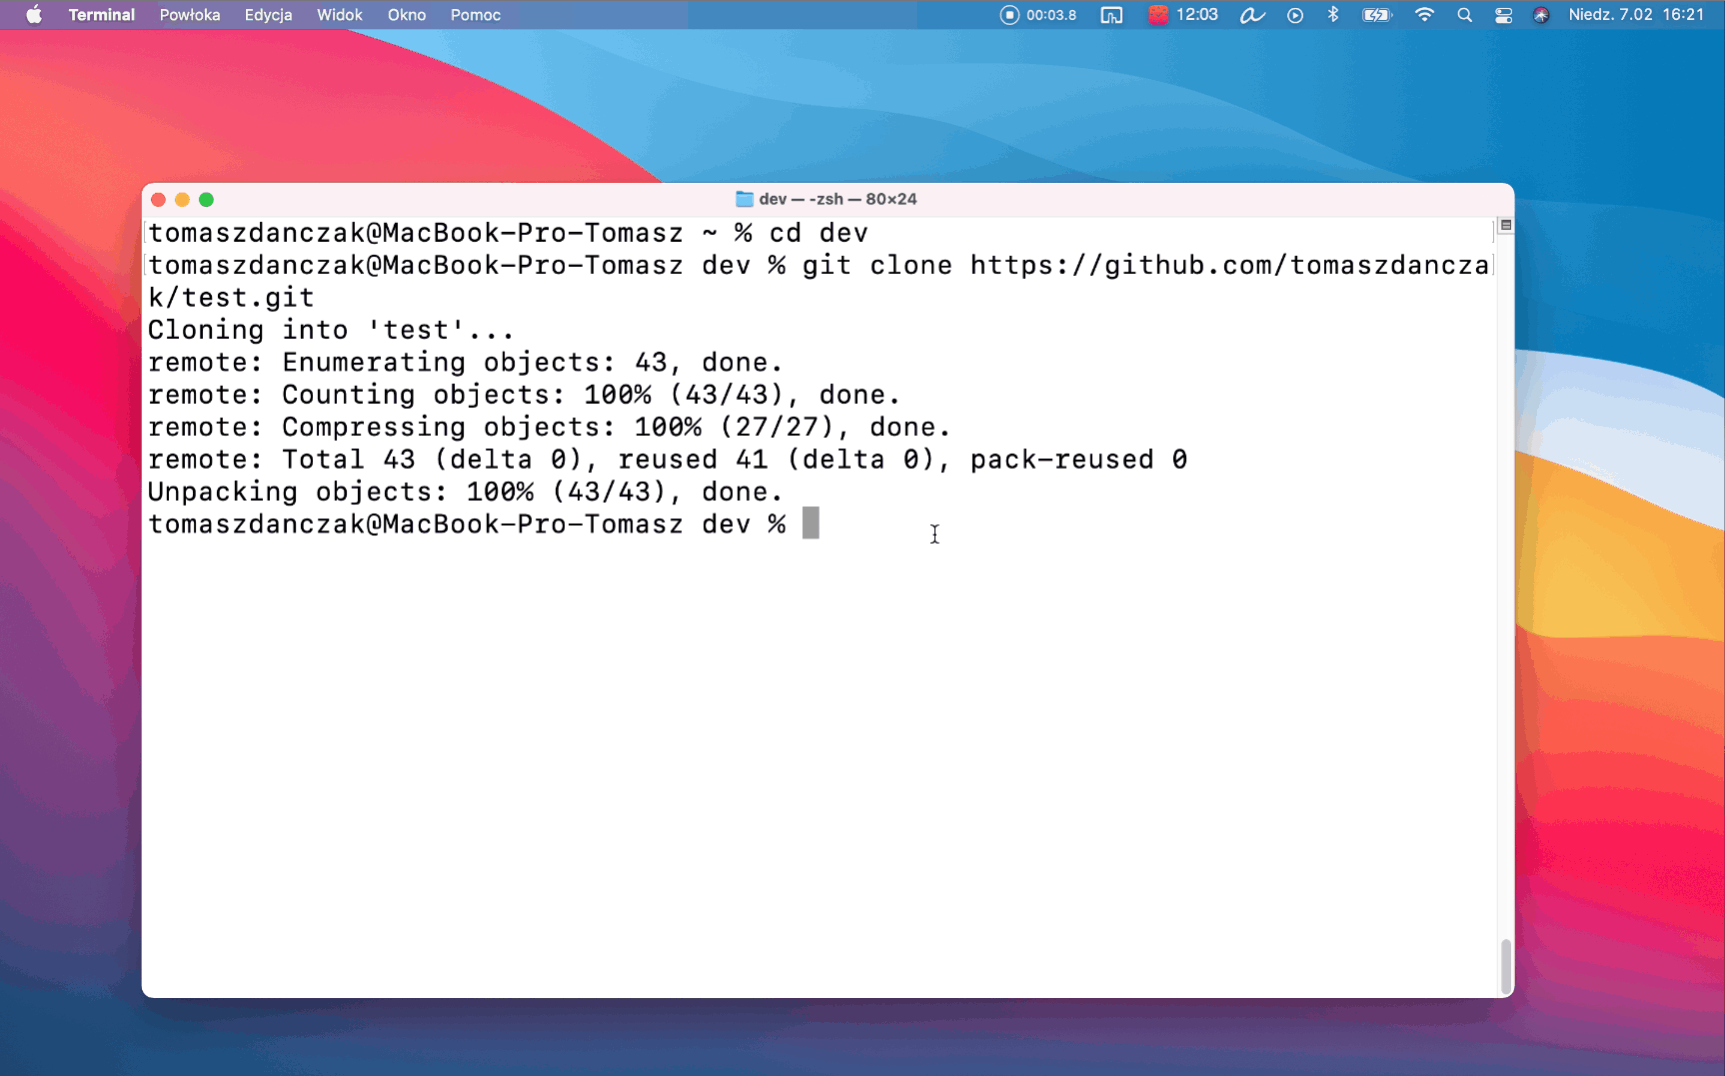 Terminal Powłoka Edycja Widok Okno Pomoc 00:03.8 12:03 Niedz. 7.02 16:21
dev — -zsh — 80×24
tomaszdanczak@MacBook-Pro-Tomasz ~ % cd dev
tomaszdanczak@MacBook-Pro-Tomasz dev % git clone https://github.com/tomaszdancza
k/test.git
Cloning into 'test'...
remote: Enumerating objects: 43, done.
remote: Counting objects: 100% (43/43), done.
remote: Compressing objects: 100% (27/27), done.
remote: Total 43 (delta 0), reused 41 (delta 0), pack-reused 0
Unpacking objects: 100% (43/43), done.
tomaszdanczak@MacBook-Pro-Tomasz dev %